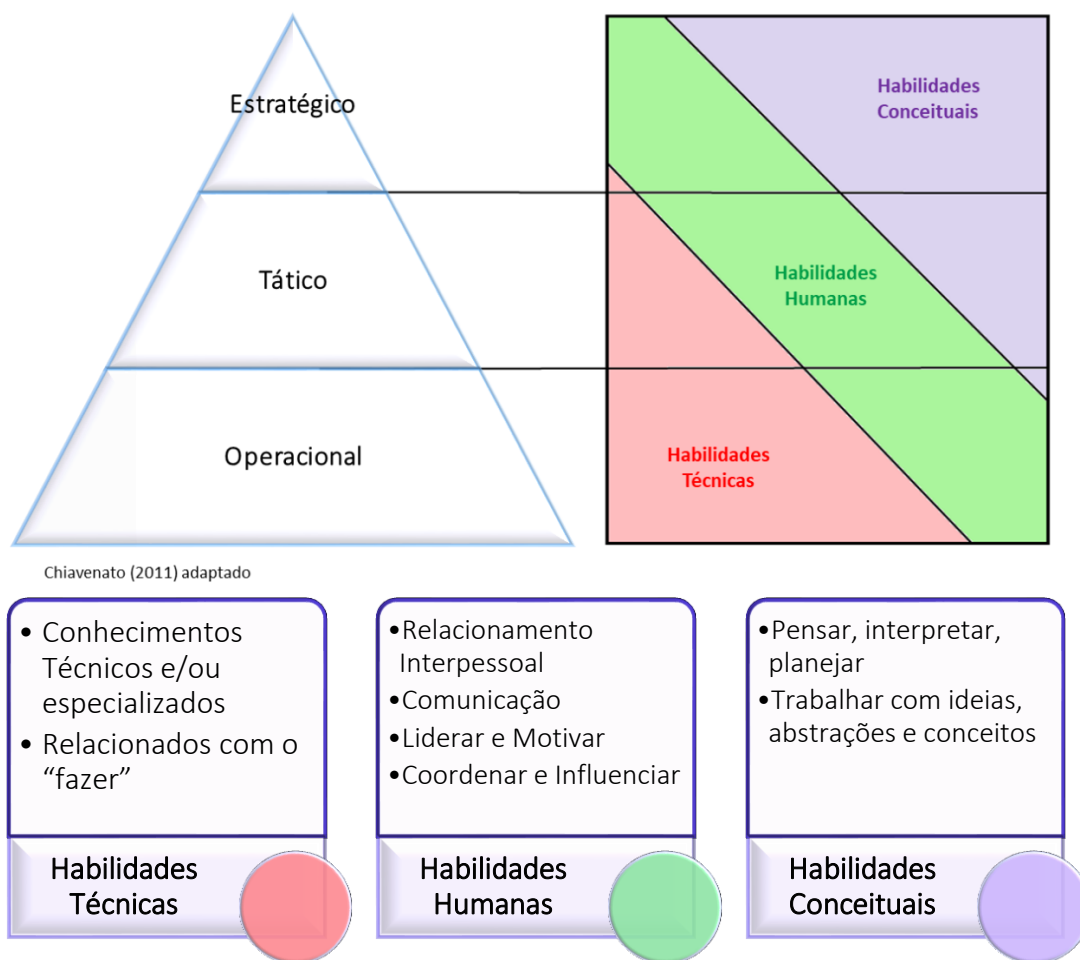 Estratégico
Tático
Operacional
Habilidades
Conceituais
Habilidades
Humanas
Habilidades
Técnicas
Chiavenato (2011) adaptado
• Conhecimentos
Técnicos e/ou
especializados
• Relacionados com o
“fazer”
Habilidades
Técnicas
•Relacionamento
Interpessoal
•Comunicação
•Liderar e Motivar
•Coordenar e Influenciar
Habilidades
Humanas
•Pensar, interpretar,
planejar
•Trabalhar com ideias,
abstrações e conceitos
Habilidades
Conceituais